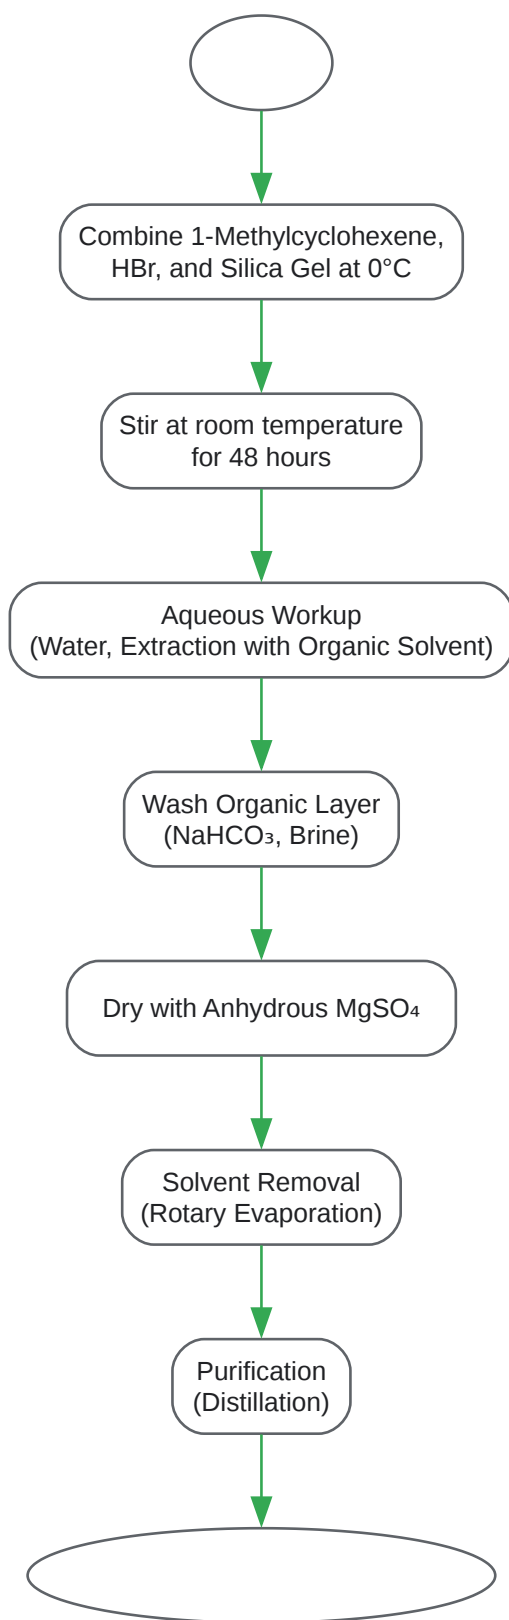 Combine 1-Methylcyclohexene,
HBr, and Silica Gel at 0°C
Stir at room temperature
for 48 hours
Aqueous Workup
(Water, Extraction with Organic Solvent)
Wash Organic Layer
(NaHCO₃, Brine)
Dry with Anhydrous MgSO₄
Solvent Removal
(Rotary Evaporation)
Purification
(Distillation)